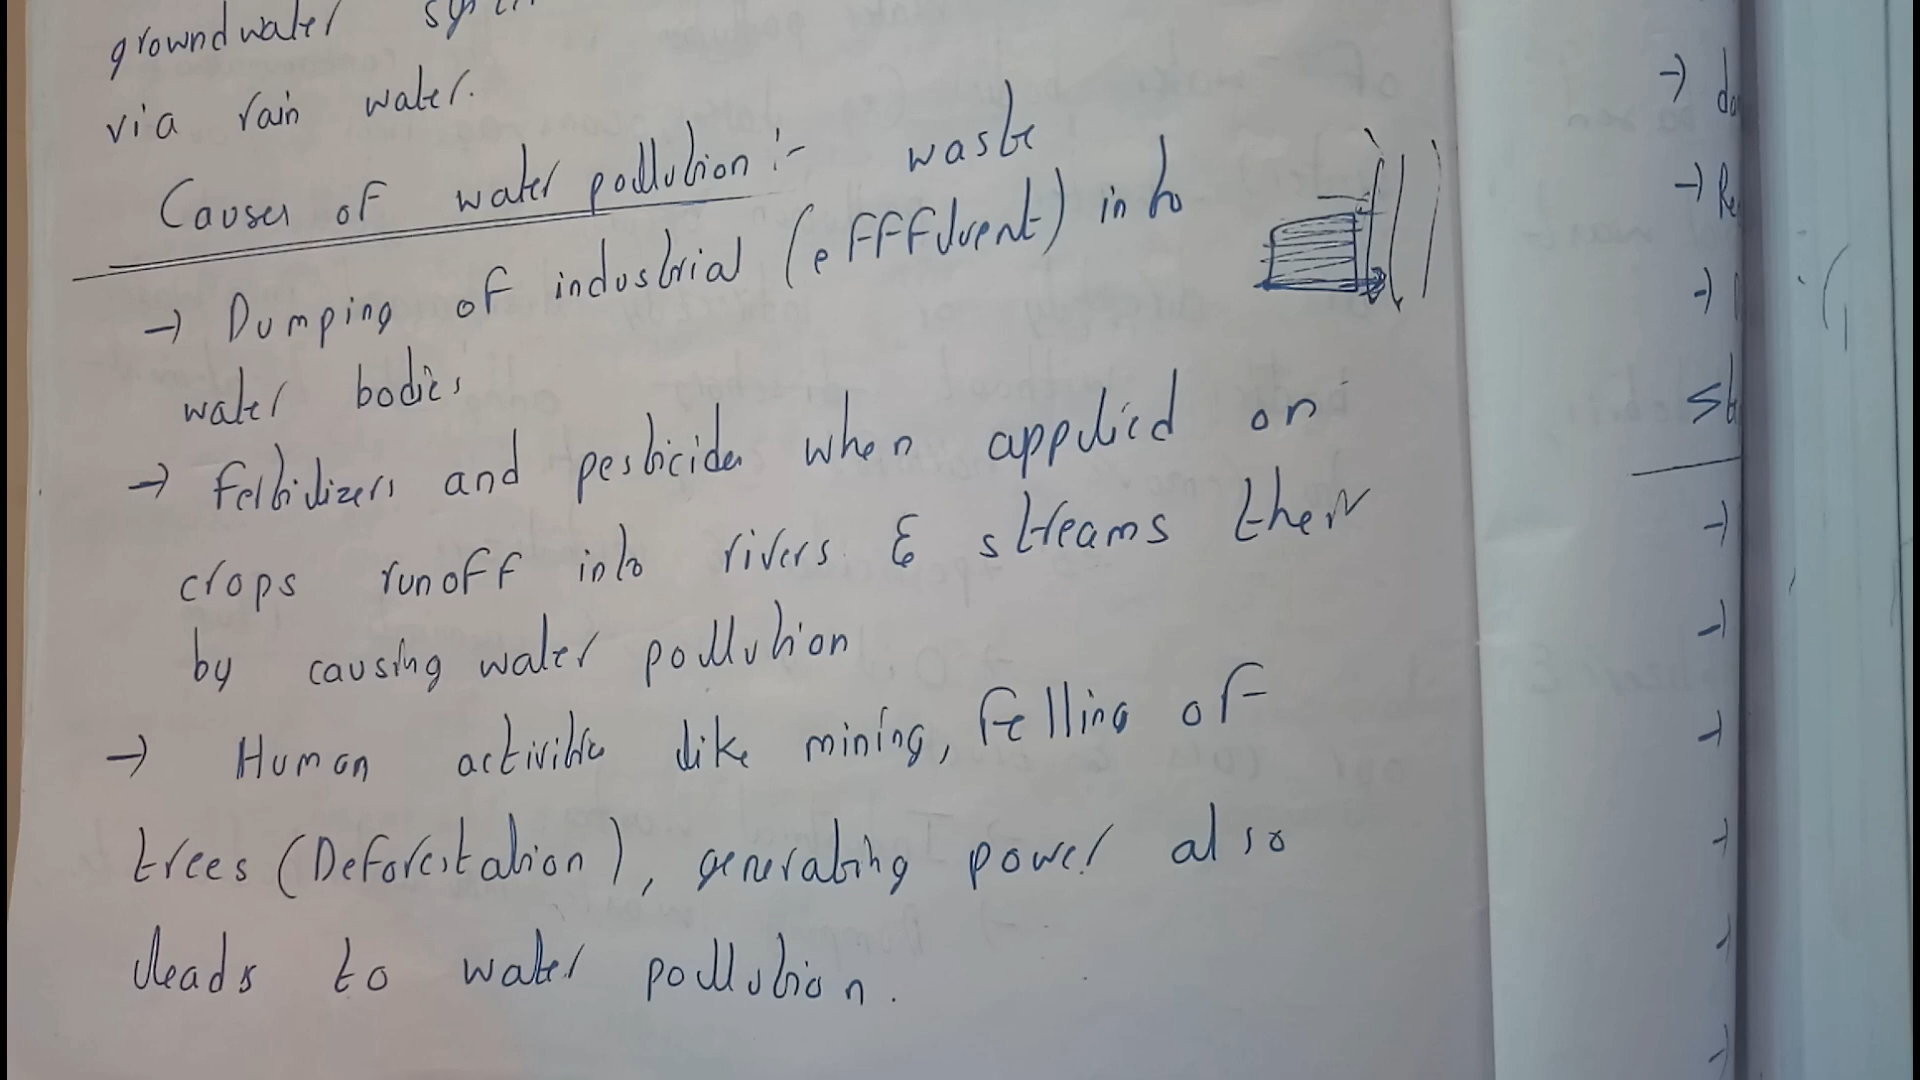 groundwater
via rain water.
Causes of water pollution :- waste
→ Dumping of industrial (efffluent) into
water bodies
→ Fertilizers and pesticides when applied on
crops runoff into rivers & streams ther
by causing water pollution
→ Human activities like mining, Felling of
trees (Deforestation), generating power also
leads to water pollution.